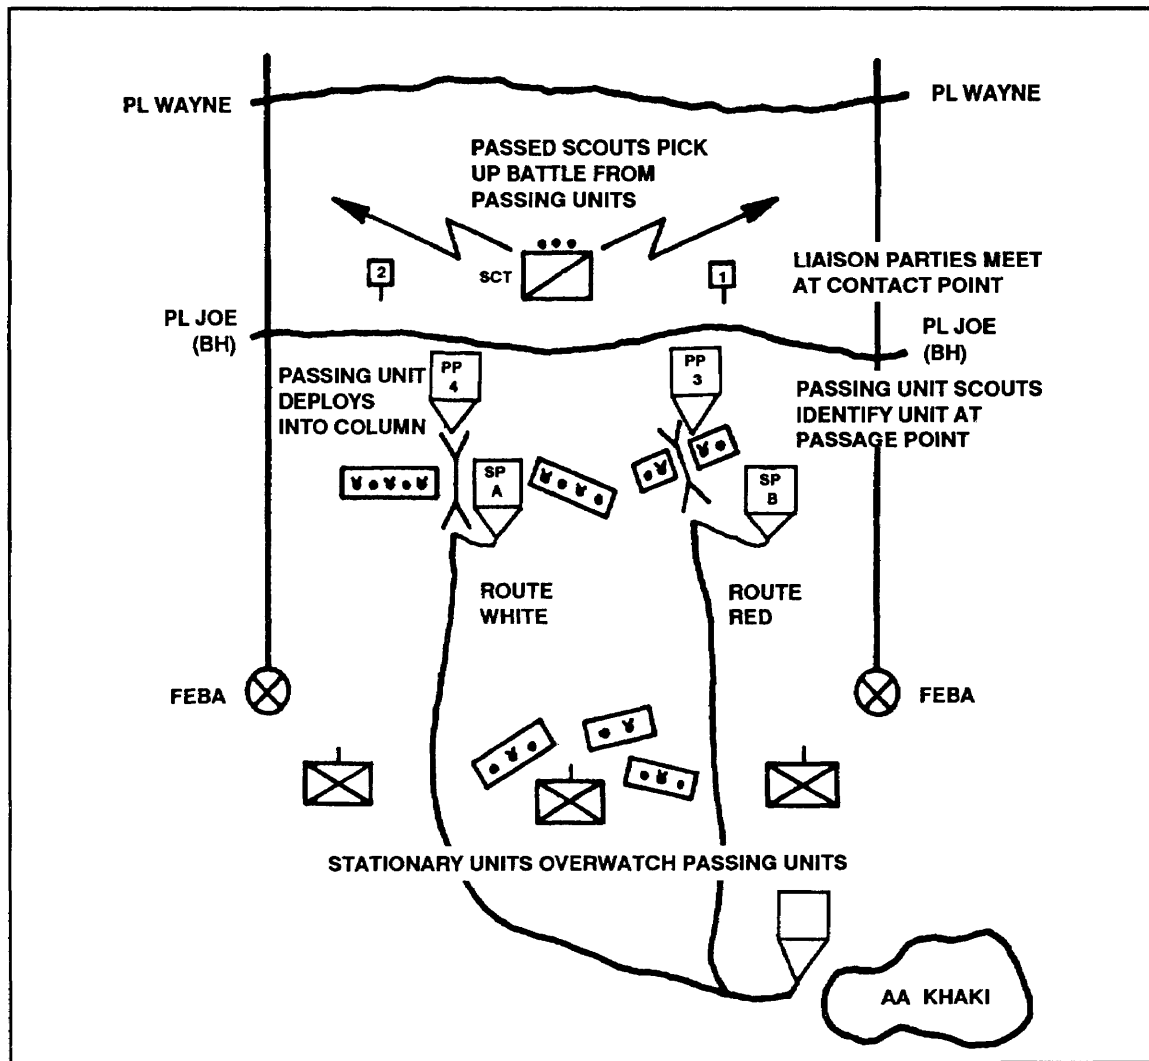 PL WAYNE
PL WAYNE
PASSED SCOUTS PICK
UP BATTLE FROM
PASSING UNITS
SCT
2
1
LIAISON PARTIES MEET
AT CONTACT POINT
PL JOE
(BH)
PL JOE
(BH)
PASSING UNIT
DEPLOYS
INTO COLUMN
PP
4
PP
3
PASSING UNIT SCOUTS
IDENTIFY UNIT AT
PASSAGE POINT
SP
A
SP
B
ROUTE
WHITE
ROUTE
RED
FEBA
FEBA
STATIONARY UNITS OVERWATCH PASSING UNITS
AA KHAKI